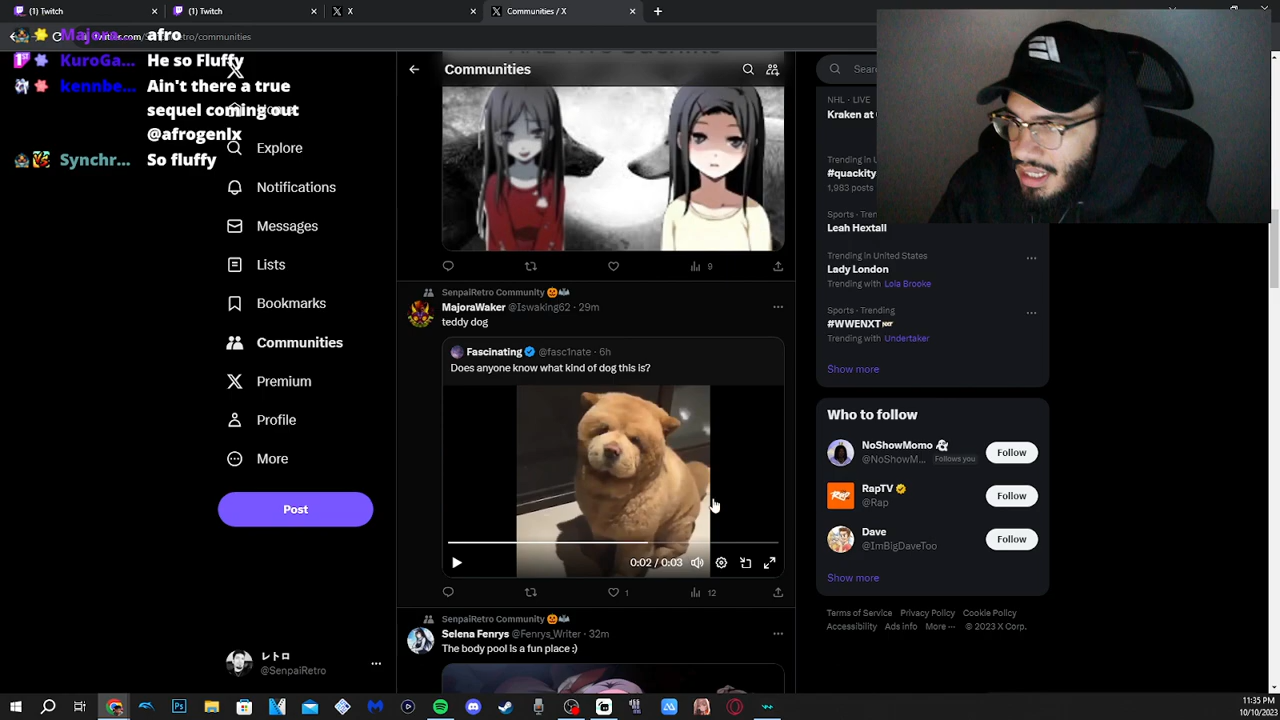 (1) Twitch
(1) Twitch
X
Communities / X
/communities
afro
KuroGa... He so Fluffy
kennbe... Ain't there a true
sequel coming out
@afrogenlx
Synchr... So fluffy
Explore
Notifications
Messages
Lists
Bookmarks
Communities
Premium
Profile
More
Post
レトロ
@SenpaiRetro
Communities
9
SenpaiRetro Community 🎃🦇
MajoraWaker @Iswaking62 · 29m
teddy dog
Fascinating @fasc1nate · 6h
Does anyone know what kind of dog this is?
0:02 / 0:03
1
12
SenpaiRetro Community 🎃🦇
Selena Fenrys @Fenrys_Writer · 32m
The body pool is a fun place :)
NHL · LIVE
Kraken at
#quackity
1,983 posts
Sports · Tren
Leah Hextall
Trending in United States
Lady London
Trending with Lola Brooke
Sports · Trending
#WWENXT
Trending with Undertaker
Show more
Who to follow
NoShowMomo
@NoShowM... Follows you
Follow
RapTV
@Rap
Follow
Dave
@ImBigDaveToo
Follow
Show more
Terms of Service Privacy Policy Cookie Policy
Accessibility Ads info More ··· © 2023 X Corp.
11:35 PM
10/10/2023